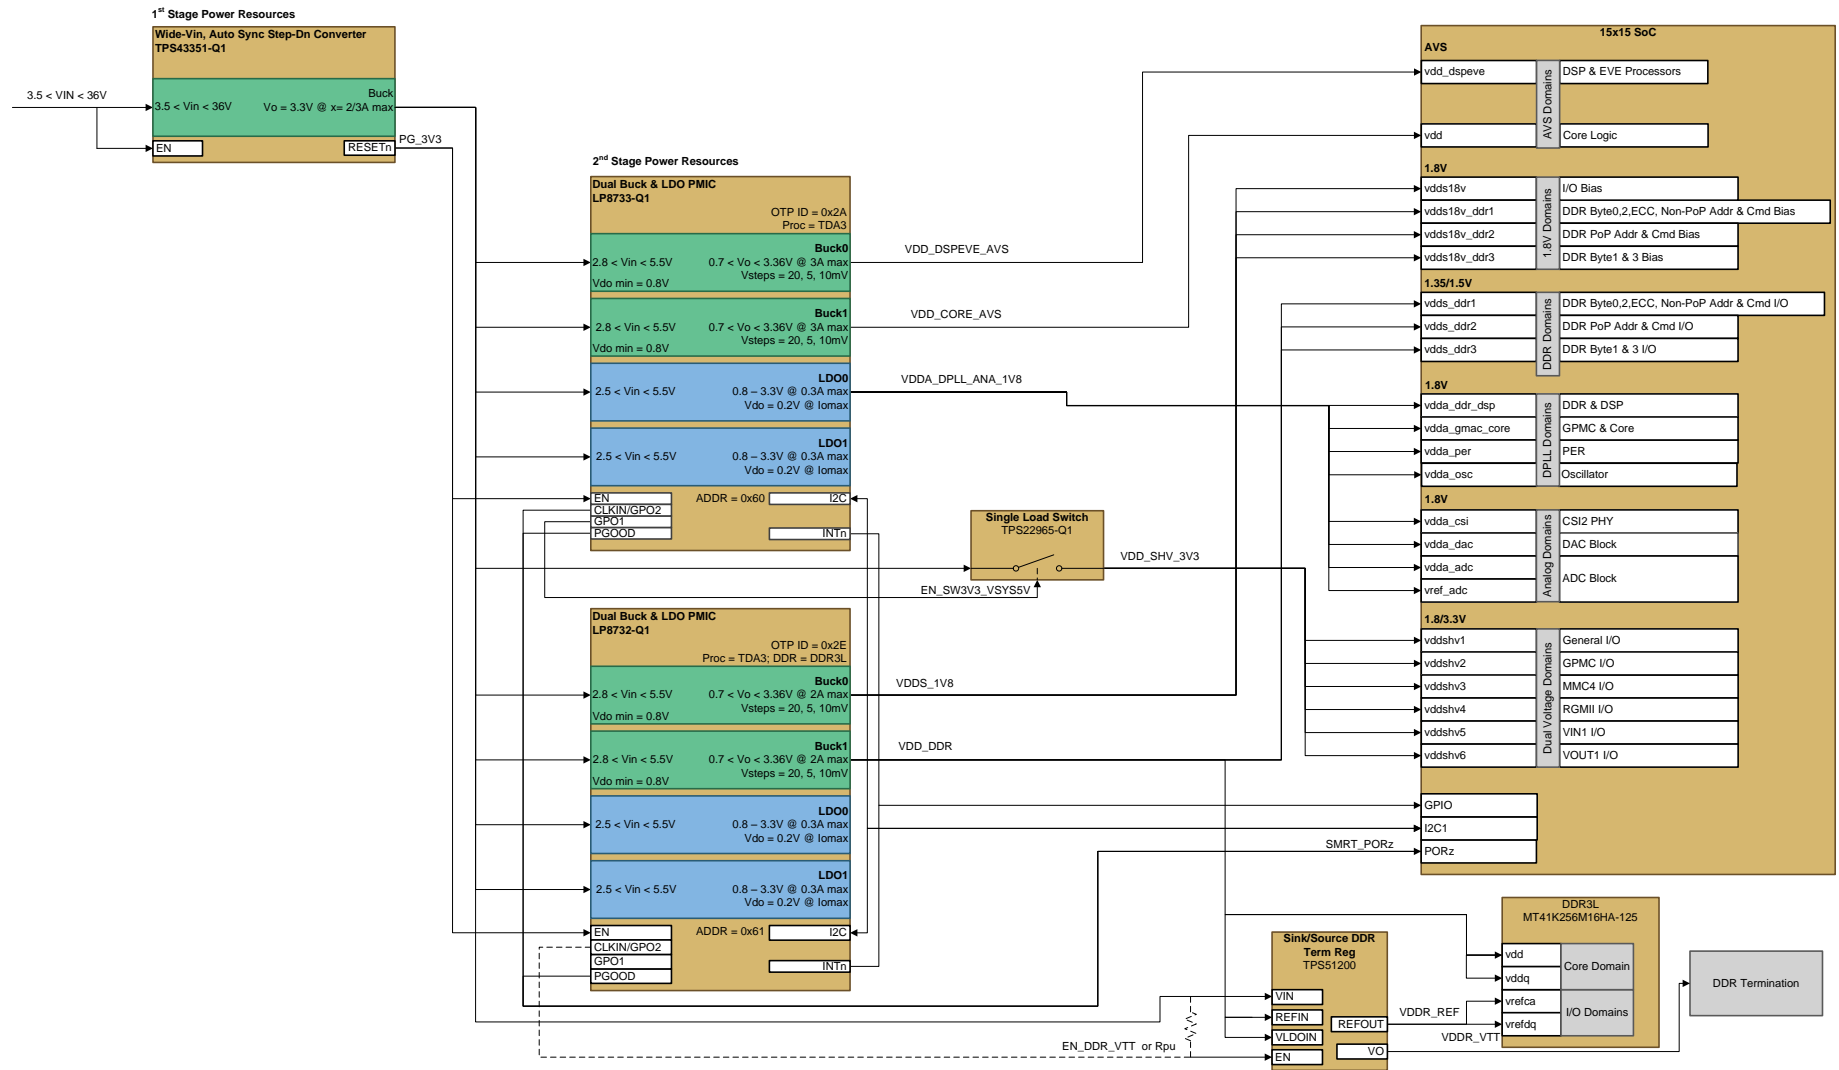 1st Stage Power Resources
Wide-Vin, Auto Sync Step-Dn Converter
TPS43351-Q1
3.5 < VIN < 36V
Buck
3.5 < Vin < 36V
Vo = 3.3V @ x= 2/3A max
EN
RESETn
PG_3V3
2nd Stage Power Resources
Dual Buck & LDO PMIC
LP8733-Q1
OTP ID = 0x2A
Proc = TDA3
Buck0
2.8 < Vin < 5.5V
0.7 < Vo < 3.36V @ 3A max
Vsteps = 20, 5, 10mV
Vdo min = 0.8V
VDD_DSPEVE_AVS
Buck1
2.8 < Vin < 5.5V
0.7 < Vo < 3.36V @ 3A max
Vsteps = 20, 5, 10mV
Vdo min = 0.8V
VDD_CORE_AVS
LDO0
2.5 < Vin < 5.5V
0.8 – 3.3V @ 0.3A max
Vdo = 0.2V @ Iomax
VDDA_DPLL_ANA_1V8
LDO1
2.5 < Vin < 5.5V
0.8 – 3.3V @ 0.3A max
Vdo = 0.2V @ Iomax
EN
ADDR = 0x60
I2C
CLKIN/GPO2
GPO1
PGOOD
INTn
Single Load Switch
TPS22965-Q1
VDD_SHV_3V3
EN_SW3V3_VSYS5V
Dual Buck & LDO PMIC
LP8732-Q1
OTP ID = 0x2E
Proc = TDA3; DDR = DDR3L
Buck0
2.8 < Vin < 5.5V
0.7 < Vo < 3.36V @ 2A max
Vsteps = 20, 5, 10mV
Vdo min = 0.8V
VDDS_1V8
Buck1
2.8 < Vin < 5.5V
0.7 < Vo < 3.36V @ 2A max
Vsteps = 20, 5, 10mV
Vdo min = 0.8V
VDD_DDR
LDO0
2.5 < Vin < 5.5V
0.8 – 3.3V @ 0.3A max
Vdo = 0.2V @ Iomax
LDO1
2.5 < Vin < 5.5V
0.8 – 3.3V @ 0.3A max
Vdo = 0.2V @ Iomax
EN
ADDR = 0x61
I2C
CLKIN/GPO2
GPO1
PGOOD
INTn
EN_DDR_VTT or Rpu
15x15 SoC
AVS
vdd_dspeve
DSP & EVE Processors
AVS Domains
vdd
Core Logic
1.8V
vdds18v
I/O Bias
vdds18v_ddr1
DDR Byte0,2,ECC, Non-PoP Addr & Cmd Bias
vdds18v_ddr2
DDR PoP Addr & Cmd Bias
vdds18v_ddr3
DDR Byte1 & 3 Bias
1.8V Domains
1.35/1.5V
vdds_ddr1
DDR Byte0,2,ECC, Non-PoP Addr & Cmd I/O
vdds_ddr2
DDR PoP Addr & Cmd I/O
vdds_ddr3
DDR Byte1 & 3 I/O
DDR Domains
1.8V
vdda_ddr_dsp
DDR & DSP
vdda_gmac_core
GPMC & Core
vdda_per
PER
vdda_osc
Oscillator
DPLL Domains
1.8V
vdda_csi
CSI2 PHY
vdda_dac
DAC Block
vdda_adc
vref_adc
ADC Block
Analog Domains
1.8/3.3V
vddshv1
General I/O
vddshv2
GPMC I/O
vddshv3
MMC4 I/O
vddshv4
RGMII I/O
vddshv5
VIN1 I/O
vddshv6
VOUT1 I/O
Dual Voltage Domains
GPIO
I2C1
SMRT_PORz
PORz
DDR3L
MT41K256M16HA-125
vdd
vddq
Core Domain
vrefca
vrefdq
I/O Domains
DDR Termination
Sink/Source DDR
Term Reg
TPS51200
VIN
REFIN
REFOUT
VLDOIN
EN
VO
VDDR_REF
VDDR_VTT